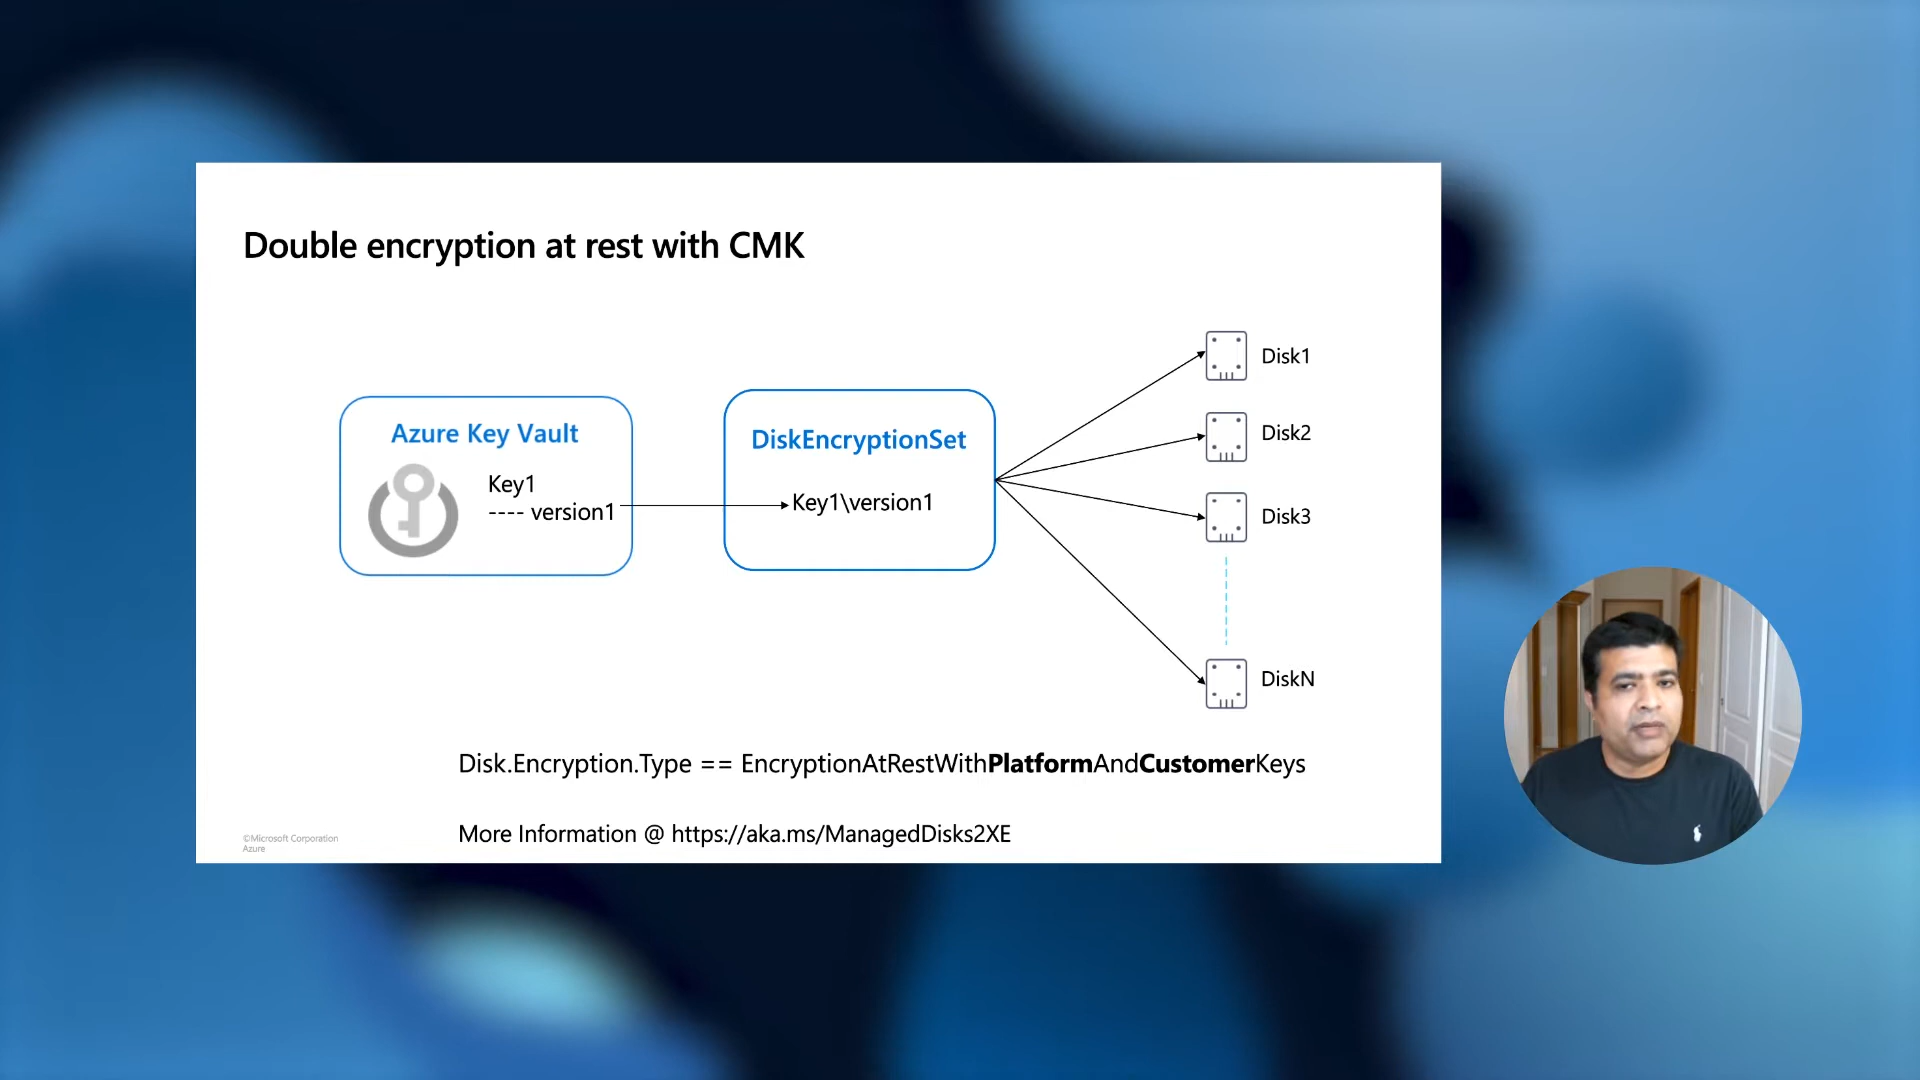 Double encryption at rest with CMK
Azure Key Vault
Key1
---- version1
DiskEncryptionSet
Key1\version1
Disk1
Disk2
Disk3
DiskN
Disk.Encryption.Type == EncryptionAtRestWithPlatformAndCustomerKeys
More Information @ https://aka.ms/ManagedDisks2XE
©Microsoft Corporation
Azure